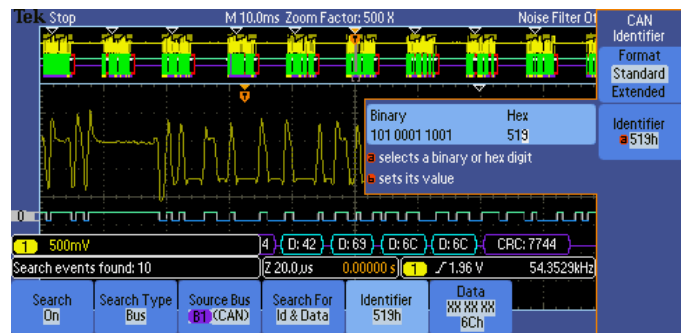 Tek Stop M 10.0ms Zoom Factor: 500 X Noise Filter Of
CAN
Identifier
Format
Standard
Extended
Identifier
a 519h
Binary Hex
101 0001 1001 519
a selects a binary or hex digit
b sets its value
0
1 500mV
4 D: 42 D: 69 D: 6C D: 6C CRC: 7744
Search events found: 10
Z 20.0µs 0.00000 s 1 1.96 V 54.3529kHz
Search
On
Search Type
Bus
Source Bus
B1 (CAN)
Search For
Id & Data
Identifier
519h
Data
XX XX XX
6Ch